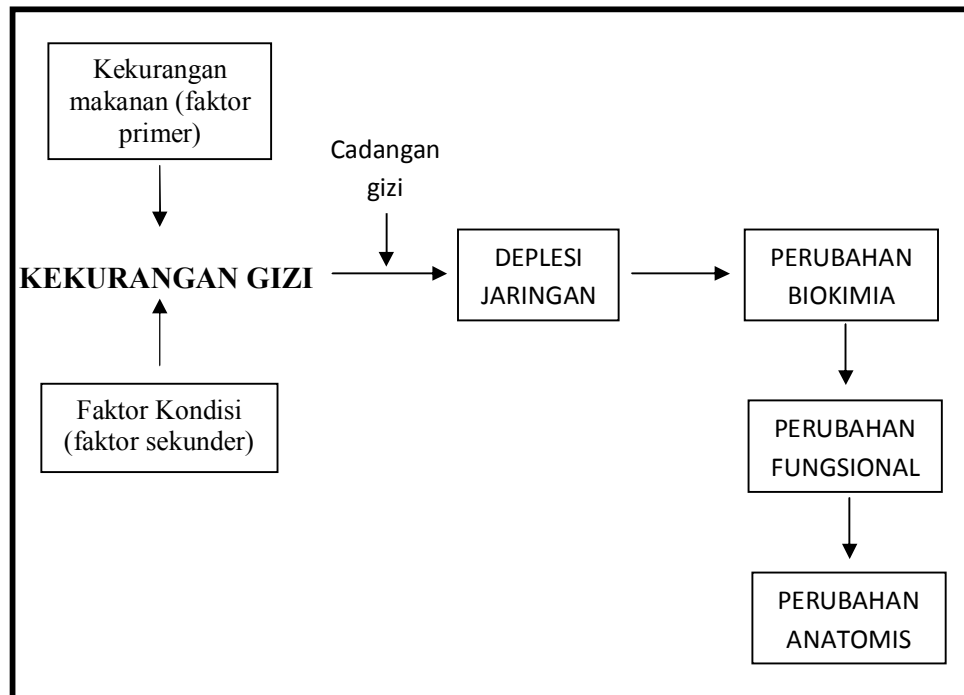 Kekurangan
makanan (faktor
primer)
Cadangan
gizi
KEKURANGAN GIZI
DEPLESI
JARINGAN
PERUBAHAN
BIOKIMIA
Faktor Kondisi
(faktor sekunder)
PERUBAHAN
FUNGSIONAL
PERUBAHAN
ANATOMIS